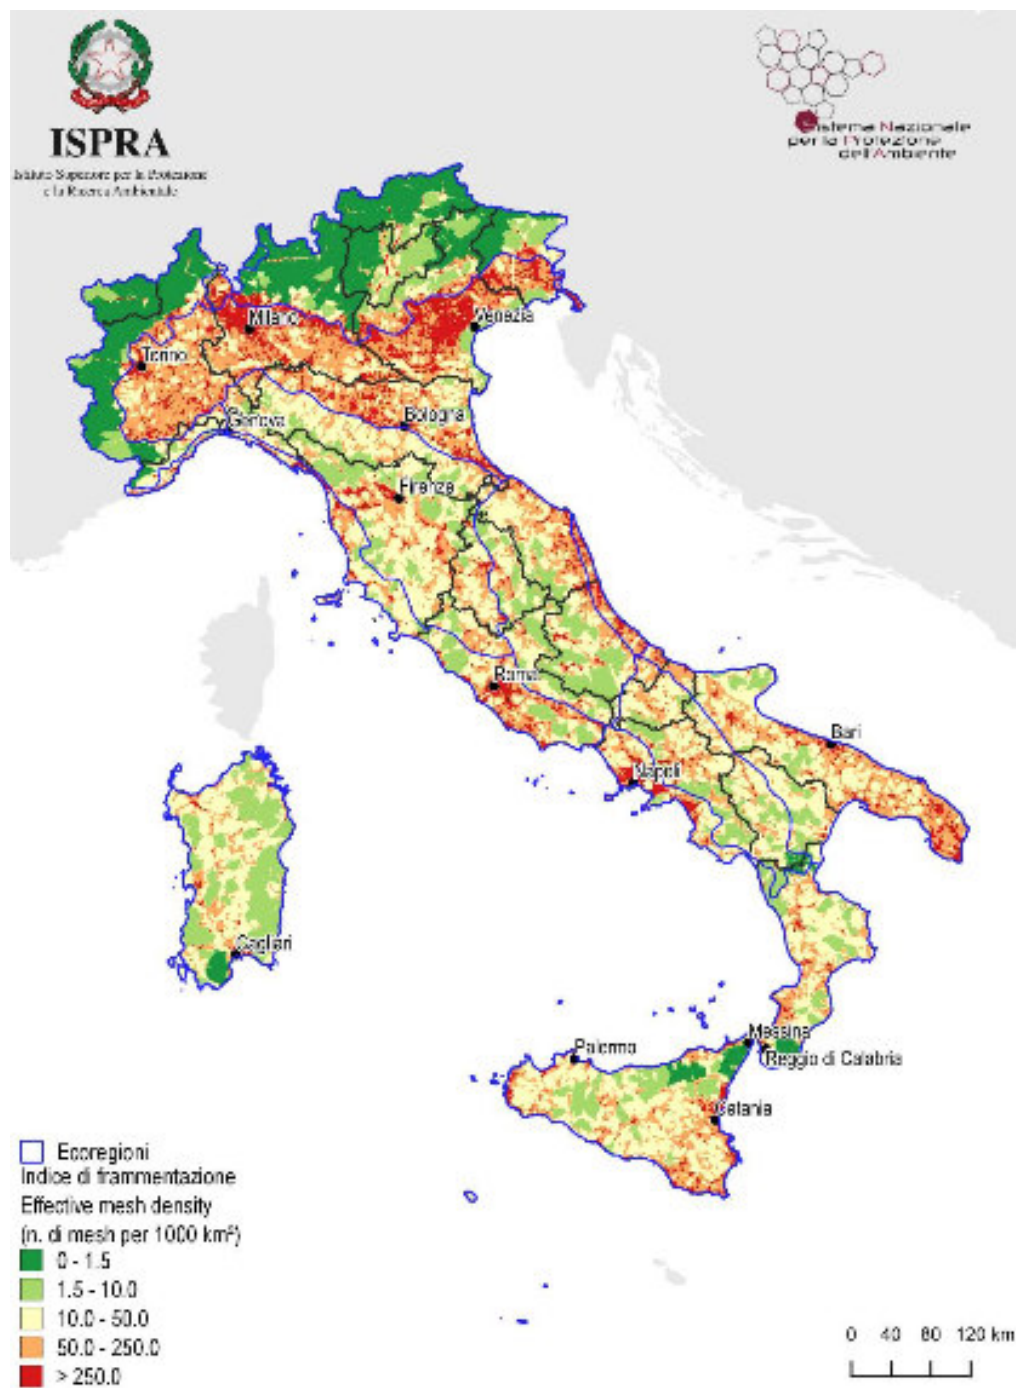 ISPRA
Istituto Superiore per la Protezione
e la Ricerca Ambientale
Sistema Nazionale
per la Protezione
dell'Ambiente
Milano
Venezia
Torino
Genova
Bologna
Firenze
Roma
Napoli
Bari
Cagliari
Messina
Palermo
Reggio di Calabria
Catania
Ecoregioni
Indice di frammentazione
Effective mesh density
(n. di mesh per 1000 km²)
0 - 1.5
1.5 - 10.0
10.0 - 50.0
50.0 - 250.0
> 250.0
0 40 80 120 km